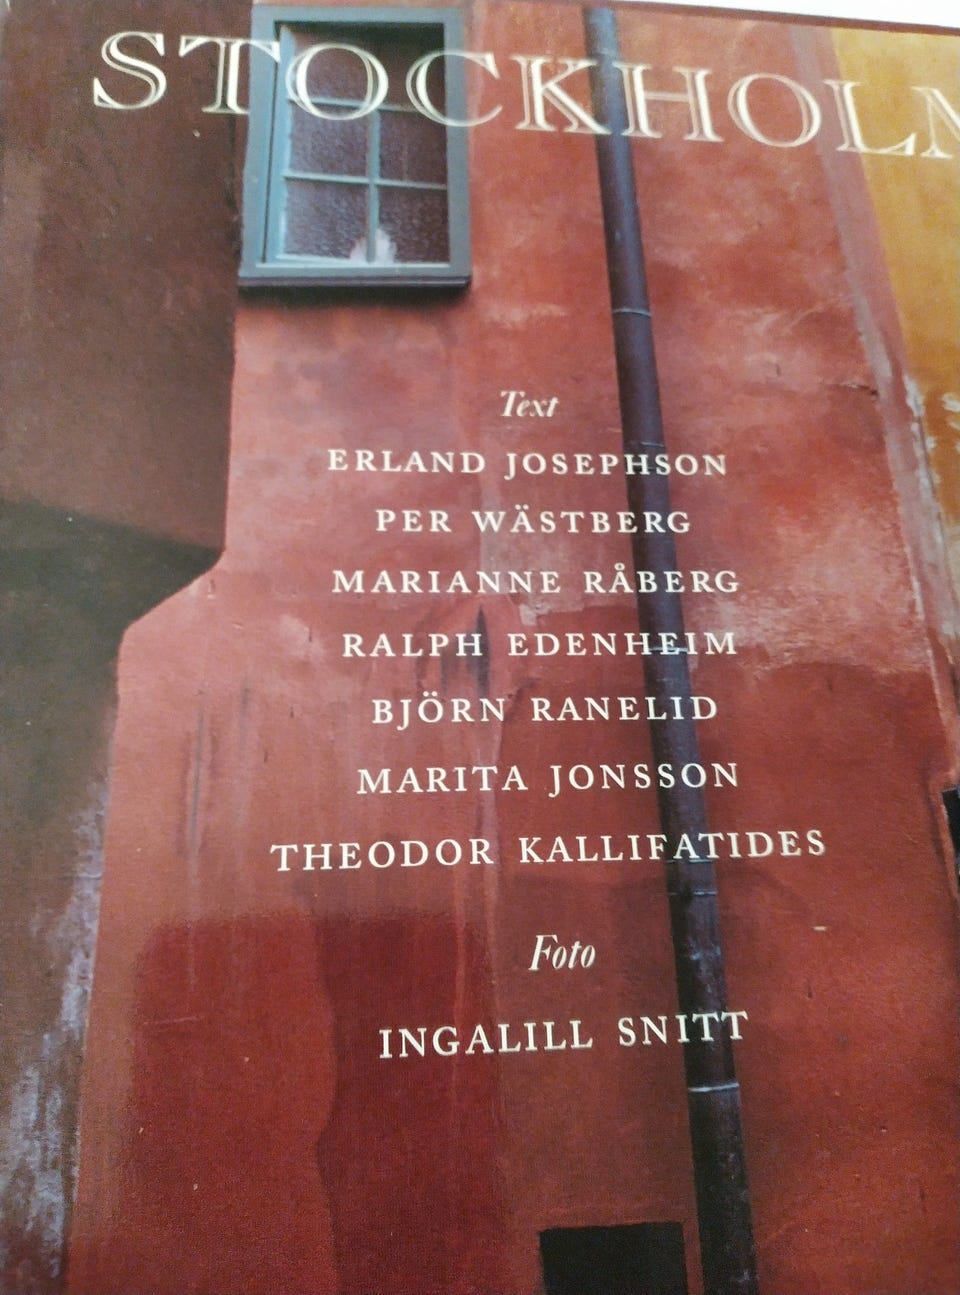 STOCKHOLM
Text
ERLAND JOSEPHSON
PER WÄSTBERG
MARIANNE RÅBERG
RALPH EDENHEIM
BJÖRN RANELID
MARITA JONSSON
THEODOR KALLIFATIDES
Foto
INGALILL SNITT